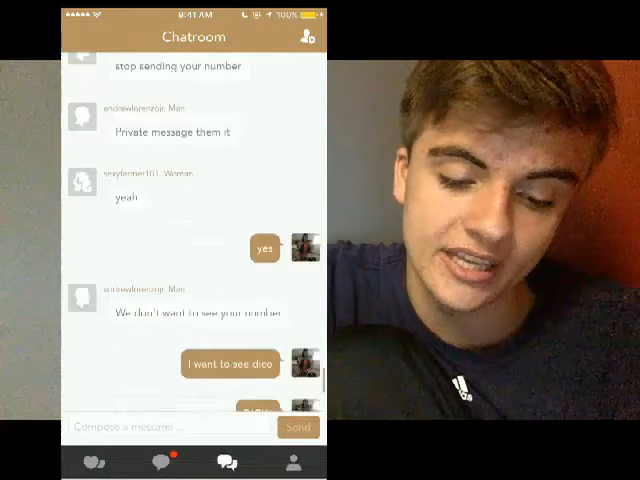 9:41 AM 100%
Chatroom
stop sending your number
andrewlorenzojr, Man
Private message them it
sexyfarmer101, Woman
yeah
yes
andrewlorenzojr, Man
We don't want to see your number
I want to see dico
Compose a message ...
Send